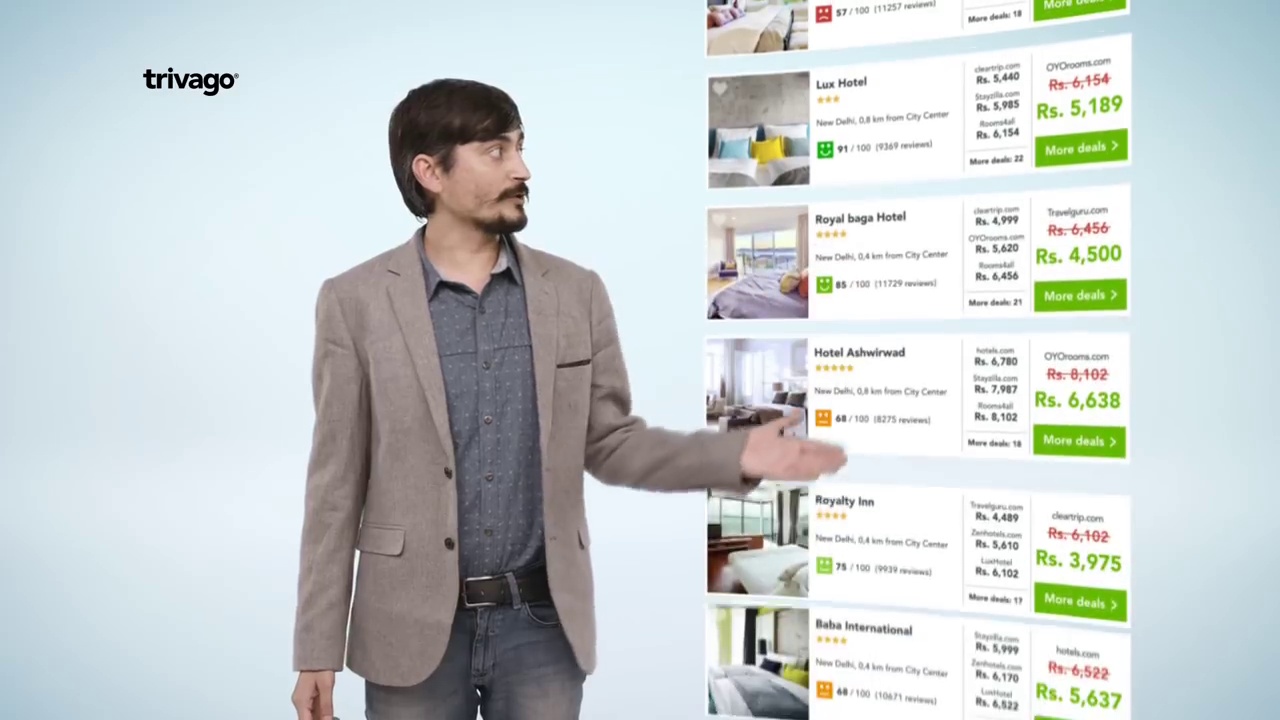 trivago
57 / 100 (11257 reviews)
More deals: 18
More deals
Lux Hotel
New Delhi, 0,8 km from City Center
91 / 100 (9369 reviews)
cleartrip.com
Rs. 5,440
Stayzilla.com
Rs. 5,985
Rooms4all
Rs. 6,154
More deals: 22
OYOrooms.com
Rs. 6,154
Rs. 5,189
More deals >
Royal baga Hotel
New Delhi, 0,4 km from City Center
85 / 100 (11729 reviews)
cleartrip.com
Rs. 4,999
OYOrooms.com
Rs. 5,620
Rooms4all
Rs. 6,456
More deals: 21
Travelguru.com
Rs. 6,456
Rs. 4,500
More deals >
Hotel Ashwirwad
New Delhi, 0,8 km from City Center
68 / 100 (8275 reviews)
hotels.com
Rs. 6,780
Stayzilla.com
Rs. 7,987
Rooms4all
Rs. 8,102
More deals: 18
OYOrooms.com
Rs. 8,102
Rs. 6,638
More deals >
Royalty Inn
New Delhi, 0,4 km from City Center
75 / 100 (9939 reviews)
Travelguru.com
Rs. 4,489
Zenhotels.com
Rs. 5,610
LuxHotel
Rs. 6,102
More deals: 17
cleartrip.com
Rs. 6,102
Rs. 3,975
More deals >
Baba International
New Delhi, 0,4 km from City Center
68 / 100 (10671 reviews)
Stayzilla.com
Rs. 5,999
Zenhotels.com
Rs. 6,170
LuxHotel
Rs. 6,522
hotels.com
Rs. 6,522
Rs. 5,637